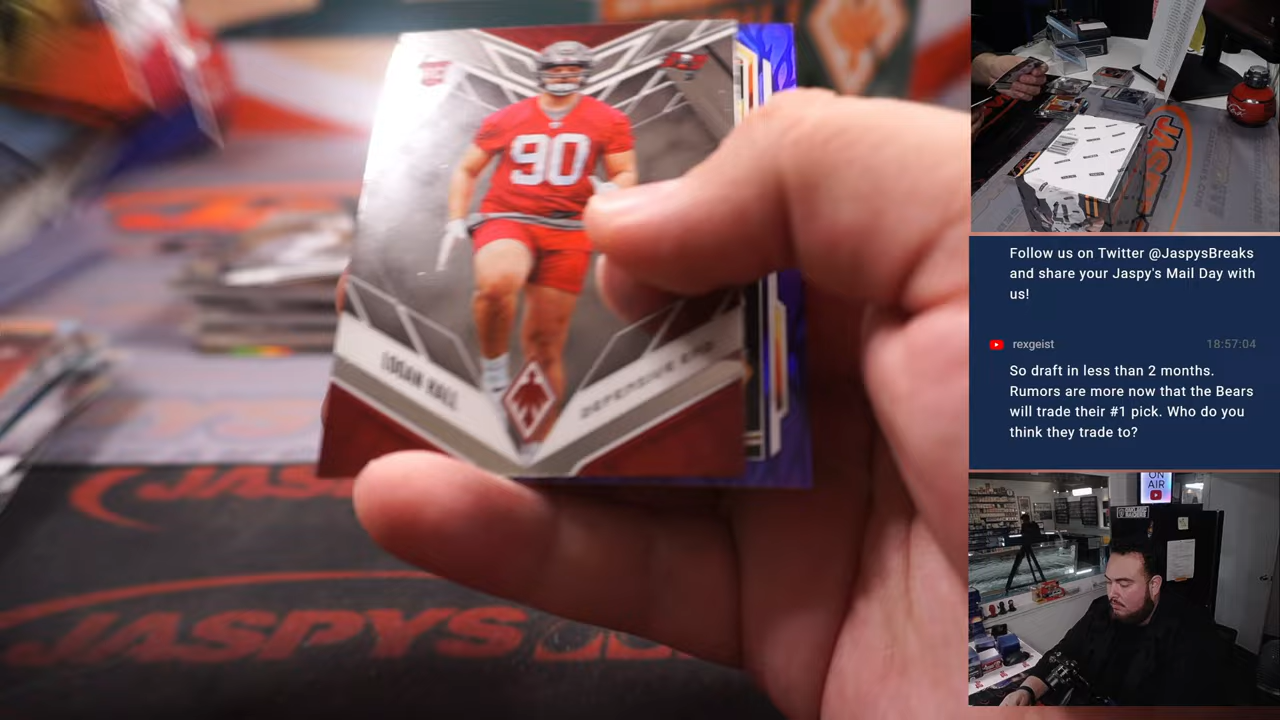 90
LOGAN HALL
DEFENSIVE END
JASPYS
JASPYS
Follow us on Twitter @JaspysBreaks
and share your Jaspy's Mail Day with
us!
rexgeist
18:57:04
So draft in less than 2 months.
Rumors are more now that the Bears
will trade their #1 pick. Who do you
think they trade to?
ON
AIR